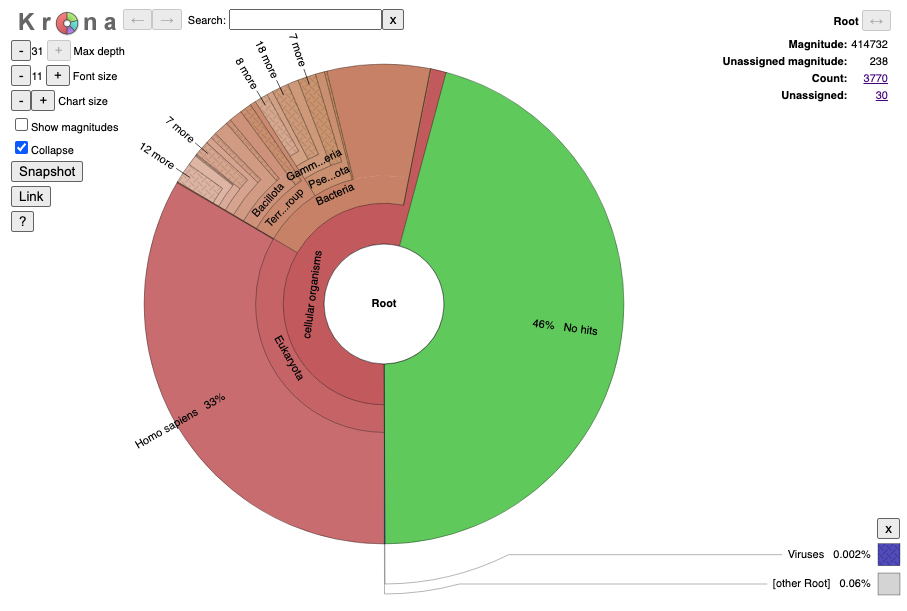 Krona
← → Search: x
- 31 + Max depth
- 11 + Font size
- + Chart size
Show magnitudes
Collapse
Snapshot
Link
?
Root ↔
Magnitude: 414732
Unassigned magnitude: 238
Count: 3770
Unassigned: 30
12 more
7 more
8 more
18 more
7 more
Gamm...eria
Pse...ota
Bacteria
Bacillota
Terr...roup
cellular organisms
Eukaryota
Root
46% No hits
Homo sapiens 33%
x
Viruses 0.002%
[other Root] 0.06%